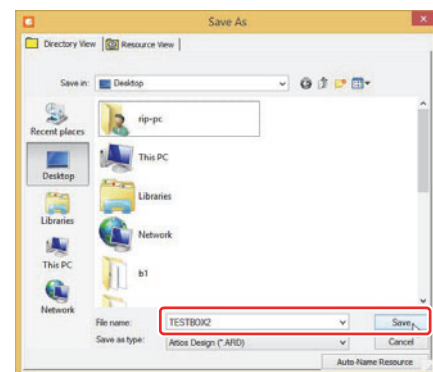 Save As
Directory View Resource View
Save in: Desktop
rip-pc
Recent places
This PC
Desktop
Libraries
Libraries
Network
This PC
b1
Network
File name: TESTBOX2 Save
Save as type: Artios Design (*.ARD) Cancel
Auto-Name Resource